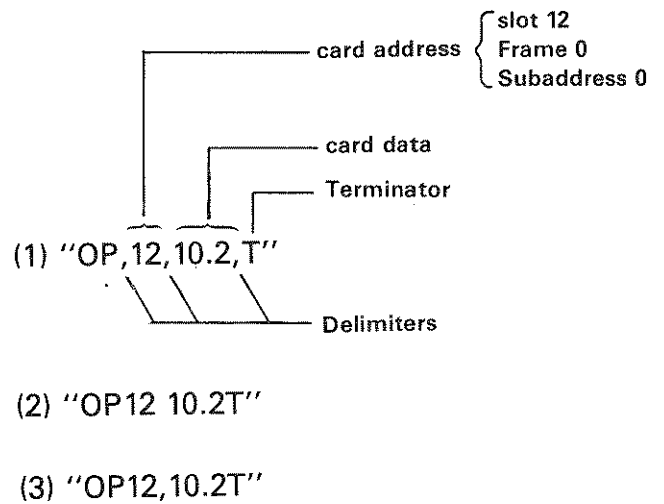 slot 12
card address
Frame 0
Subaddress 0
card data
Terminator
(1) "OP,12,10.2,T"
Delimiters
(2) "OP12 10.2T"
(3) "OP12,10.2T"